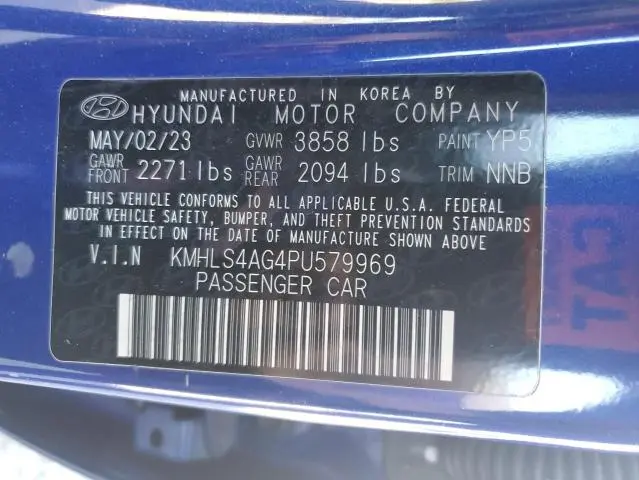 MANUFACTURED IN KOREA BY
HYUNDAI MOTOR COMPANY
MAY/02/23 GVWR 3858 lbs PAINT YP5
GAWR FRONT 2271 lbs GAWR REAR 2094 lbs TRIM NNB
THIS VEHICLE CONFORMS TO ALL APPLICABLE U.S.A. FEDERAL
MOTOR VEHICLE SAFETY, BUMPER, AND THEFT PREVENTION STANDARDS
IN EFFECT ON THE DATE OF MANUFACTURE SHOWN ABOVE
V.I.N KMHLS4AG4PU579969
PASSENGER CAR
CAT